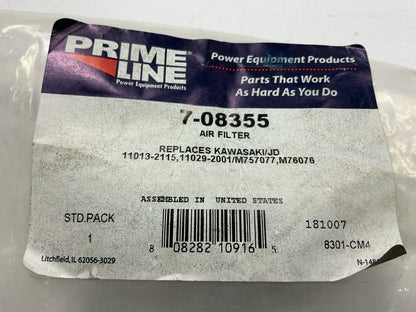 PRIME
LINE
Power Equipment Products
Power Equipment Products
Parts That Work
As Hard As You Do
7-08355
AIR FILTER
REPLACES KAWASAKI/JD
11013-2115,11029-2001/M757077,M76076
ASSEMBLED IN UNITED STATES
STD.PACK
1
181007
8301-CM4
8 08282 10916 5
Litchfield, IL 62056-3029